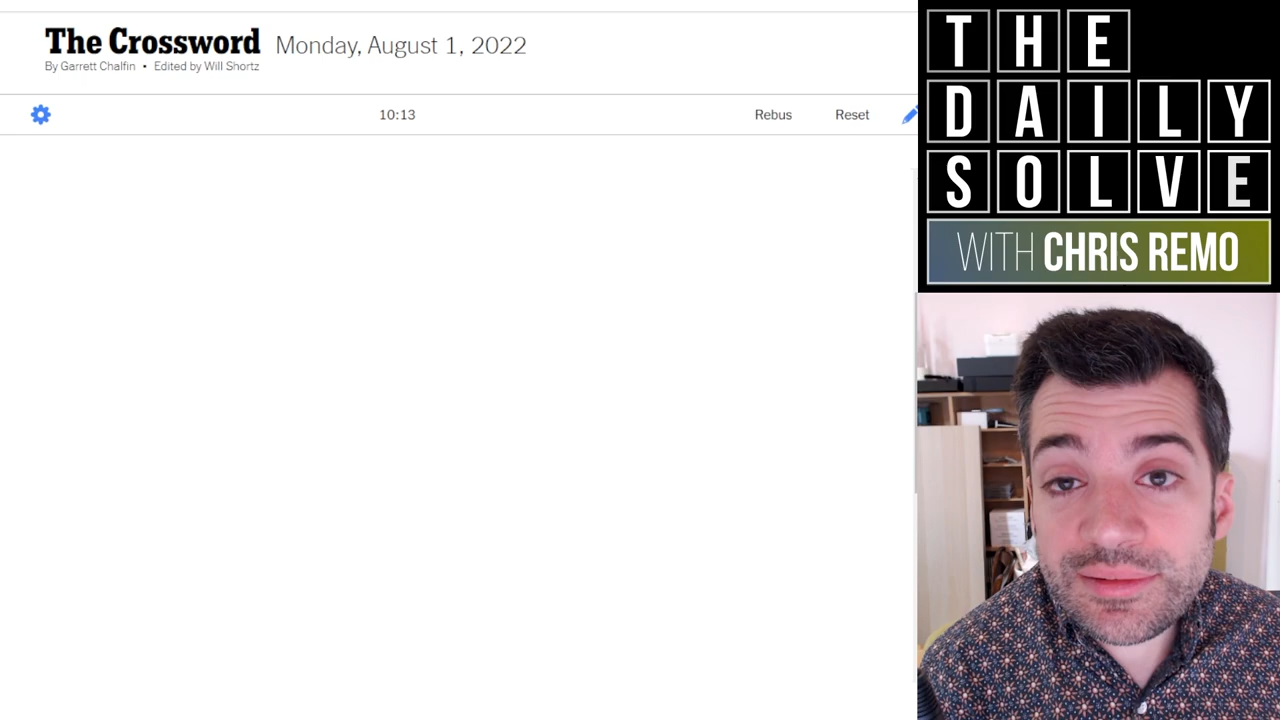 The Crossword Monday, August 1, 2022
By Garrett Chalfin • Edited by Will Shortz
10:13 Rebus Reset
THE
DAILY
SOLVE
WITH CHRIS REMO